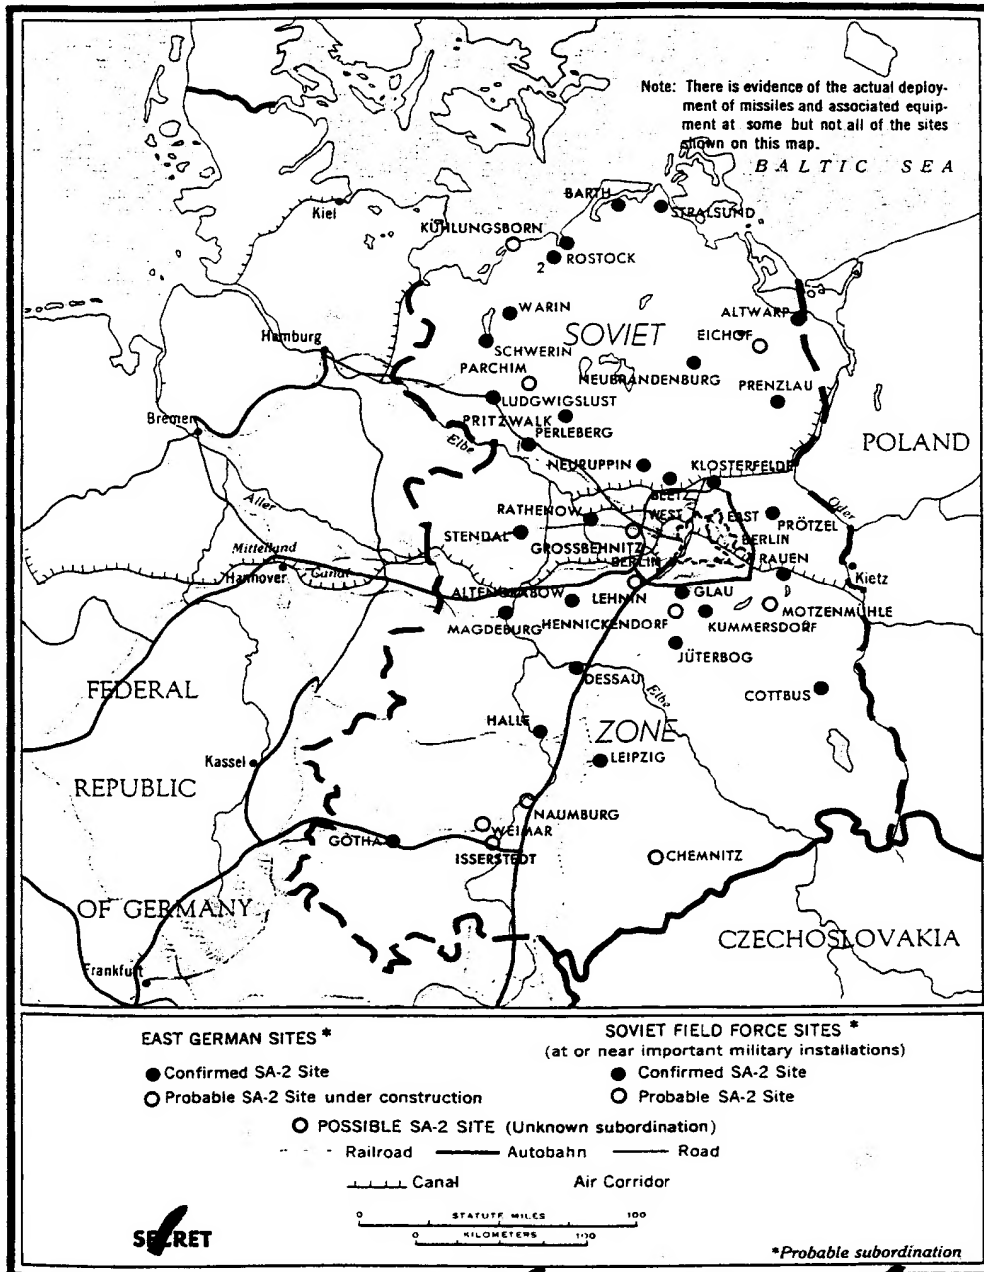 Note: There is evidence of the actual deploy-
ment of missiles and associated equip-
ment at some but not all of the sites
shown on this map.
BALTIC SEA
BARTH
STRALSUND
Kiel
KÜHLUNGSBORN
2
ROSTOCK
WARIN
ALTWARP
SOVIET
EICHOF
Hamburg
SCHWERIN
PARCHIM
NEUBRANDENBURG
PRENZLAU
LUDGWIGSLUST
Bremen
PRITZWALK
PERLEBERG
Elbe
POLAND
NEURUPPIN
KLOSTERFELDE
BEETZ
Aller
RATHENOW
WEST
EAST
PRÖTZEL
Oder
STENDAL
GROSSBEHNITZ
BERLIN
Mittelland
BERLIN
RAUEN
Hannover
Canal
Kietz
ALTENGRABOW
LEHNIN
GLAU
MAGDEBURG
HENNICKENDORF
KUMMERSDORF
MOTZENMÜHLE
JÜTERBOG
DESSAU
Elbe
COTTBUS
FEDERAL
HALLE
ZONE
LEIPZIG
Kassel
REPUBLIC
NAUMBURG
WEIMAR
GOTHA
ISSERSTEDT
CHEMNITZ
OF GERMANY
CZECHOSLOVAKIA
Frankfurt
EAST GERMAN SITES *
Confirmed SA-2 Site
Probable SA-2 Site under construction
SOVIET FIELD FORCE SITES *
(at or near important military installations)
Confirmed SA-2 Site
Probable SA-2 Site
POSSIBLE SA-2 SITE (Unknown subordination)
Railroad Autobahn Road
Canal Air Corridor
0 STATUTE MILES 100
0 KILOMETERS 100
SECRET
*Probable subordination